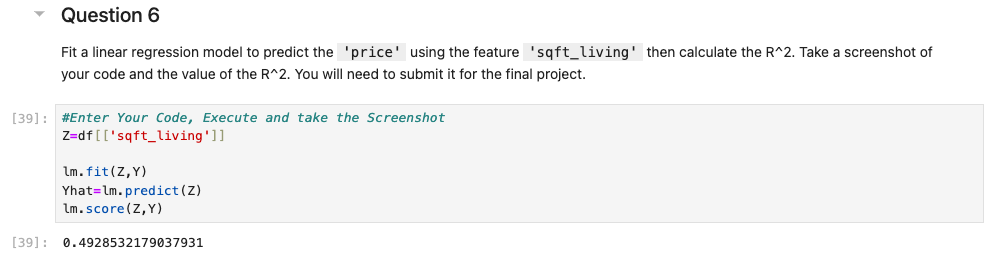 Question 6
Fit a linear regression model to predict the 'price' using the feature 'sqft_living' then calculate the R^2. Take a screenshot of
your code and the value of the R^2. You will need to submit it for the final project.
[39]: #Enter Your Code, Execute and take the Screenshot
Z=df[['sqft_living']]
lm.fit(Z,Y)
Yhat=lm.predict(Z)
lm.score(Z,Y)
[39]: 0.4928532179037931